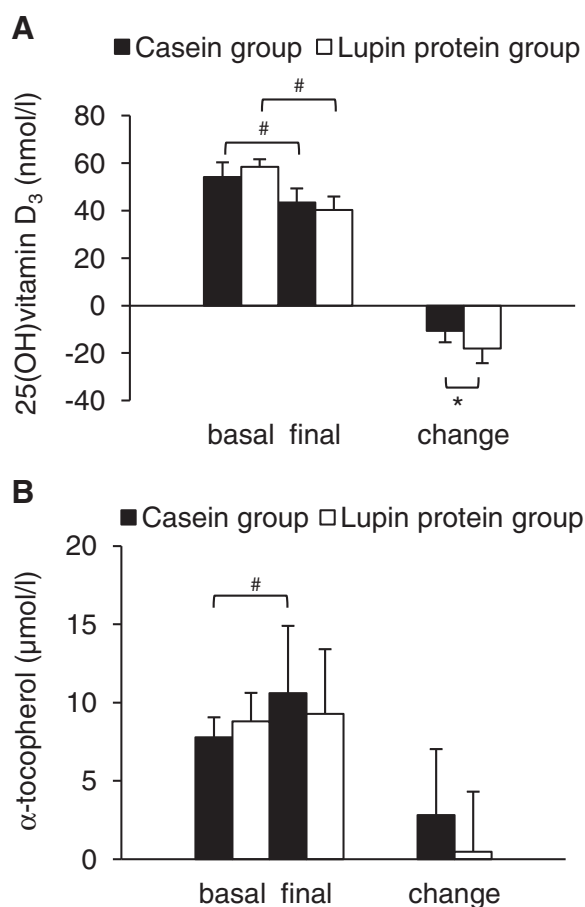 A
Casein group Lupin protein group
25(OH)vitamin D3 (nmol/l)
80
60
40
20
0
-20
-40
#
#
*
basal final change
B
Casein group Lupin protein group
α-tocopherol (µmol/l)
20
15
10
5
0
#
basal final change